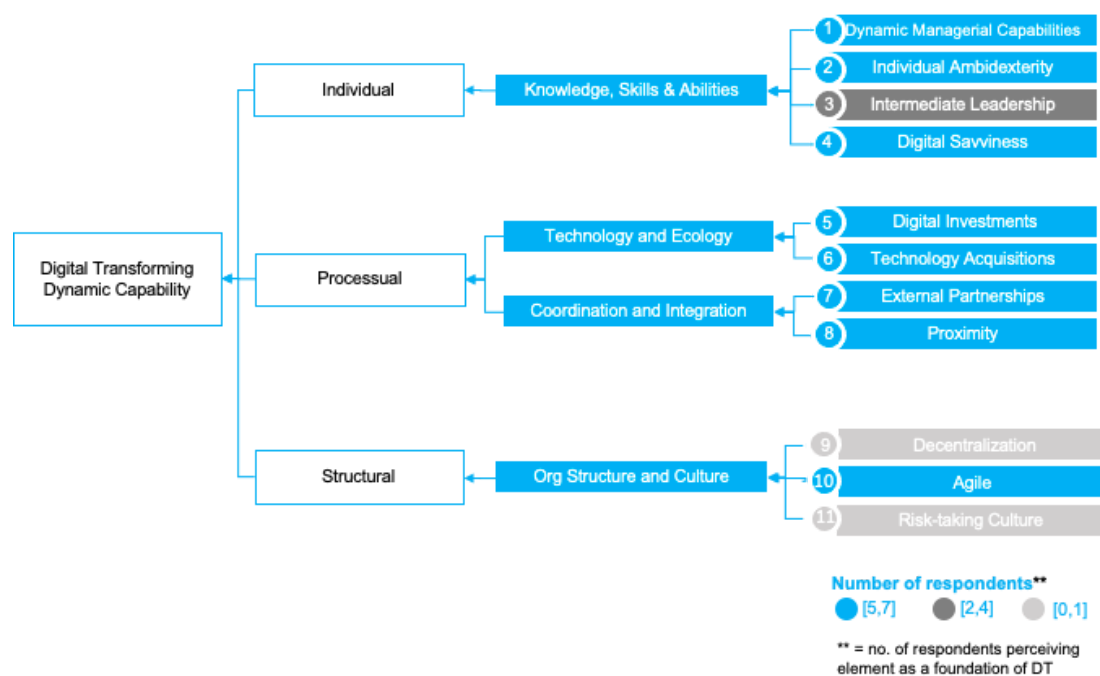 1 Dynamic Managerial Capabilities
Individual
Knowledge, Skills & Abilities
2 Individual Ambidexterity
3 Intermediate Leadership
4 Digital Savviness
Digital Transforming
Dynamic Capability
Processual
Technology and Ecology
5 Digital Investments
6 Technology Acquisitions
Coordination and Integration
7 External Partnerships
8 Proximity
Structural
Org Structure and Culture
9 Decentralization
10 Agile
11 Risk-taking Culture
Number of respondents**
[5,7] [2,4] [0,1]
** = no. of respondents perceiving
element as a foundation of DT